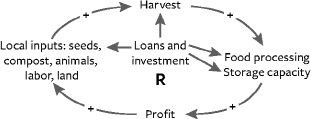 Harvest
+
+
Local inputs: seeds,
compost, animals,
labor, land
Loans and
investment
R
Food processing
Storage capacity
+
+
Profit